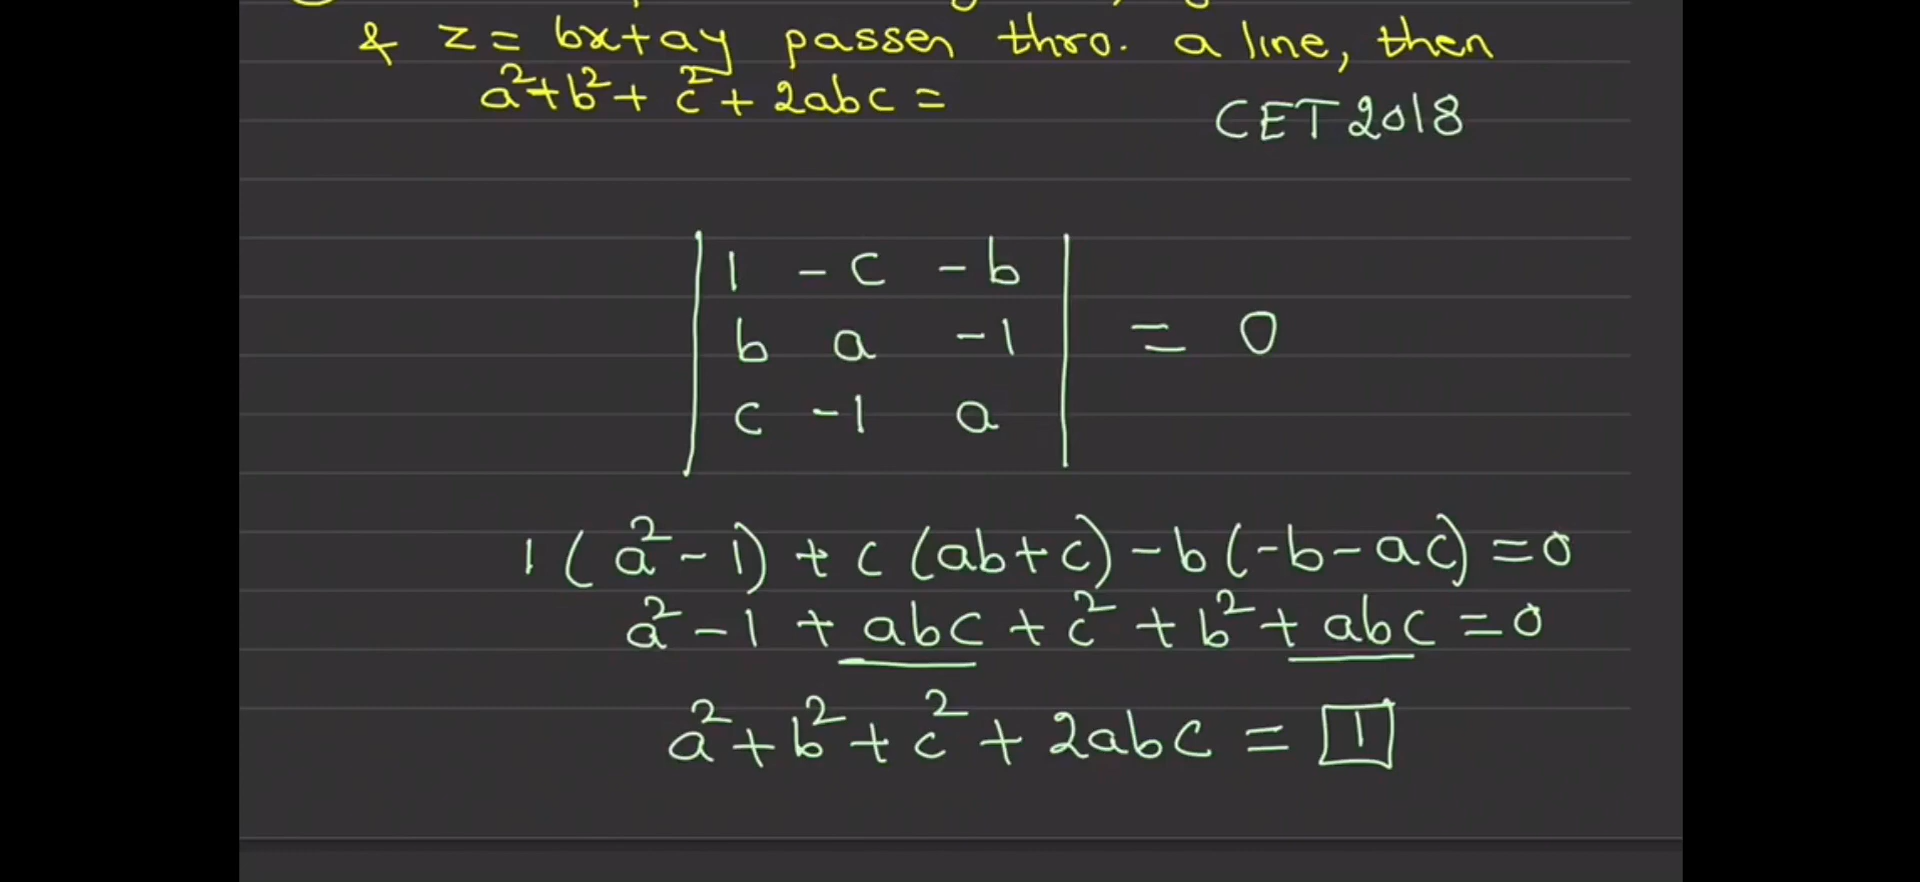 & z = bx+ay passes thro. a line, then
a²+b²+c²+2abc =
CET 2018
| 1 -c -b |
| b a -1 | = 0
| c -1 a |
1(a²-1)+c(ab+c)-b(-b-ac)=0
a²-1+abc+c²+b²+abc=0
a²+b²+c²+2abc = 1